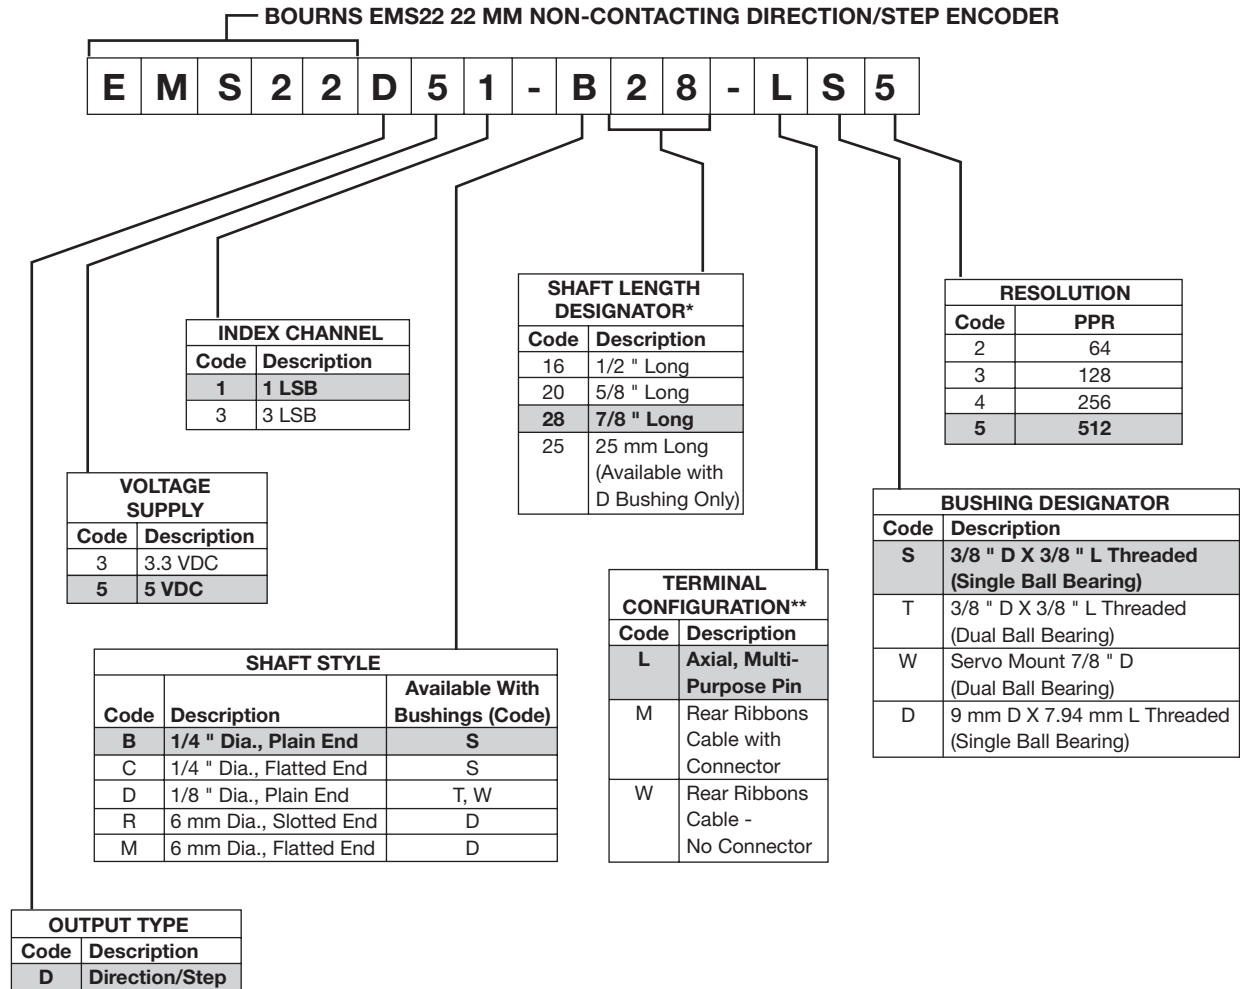 BOURNS EMS22 22 MM NON-CONTACTING DIRECTION/STEP ENCODER
E M S 2 2 D 5 1 - B 2 8 - L S 5
INDEX CHANNEL
Code Description
1 1 LSB
3 3 LSB
SHAFT LENGTH
DESIGNATOR*
Code Description
16 1/2 " Long
20 5/8 " Long
28 7/8 " Long
25 25 mm Long
(Available with
D Bushing Only)
RESOLUTION
Code PPR
2 64
3 128
4 256
5 512
VOLTAGE
SUPPLY
Code Description
3 3.3 VDC
5 5 VDC
BUSHING DESIGNATOR
Code Description
S 3/8 " D X 3/8 " L Threaded
(Single Ball Bearing)
T 3/8 " D X 3/8 " L Threaded
(Dual Ball Bearing)
W Servo Mount 7/8 " D
(Dual Ball Bearing)
D 9 mm D X 7.94 mm L Threaded
(Single Ball Bearing)
TERMINAL
CONFIGURATION**
Code Description
L Axial, Multi-
Purpose Pin
M Rear Ribbons
Cable with
Connector
W Rear Ribbons
Cable -
No Connector
SHAFT STYLE
Available With
Code Description Bushings (Code)
B 1/4 " Dia., Plain End S
C 1/4 " Dia., Flatted End S
D 1/8 " Dia., Plain End T, W
R 6 mm Dia., Slotted End D
M 6 mm Dia., Flatted End D
OUTPUT TYPE
Code Description
D Direction/Step